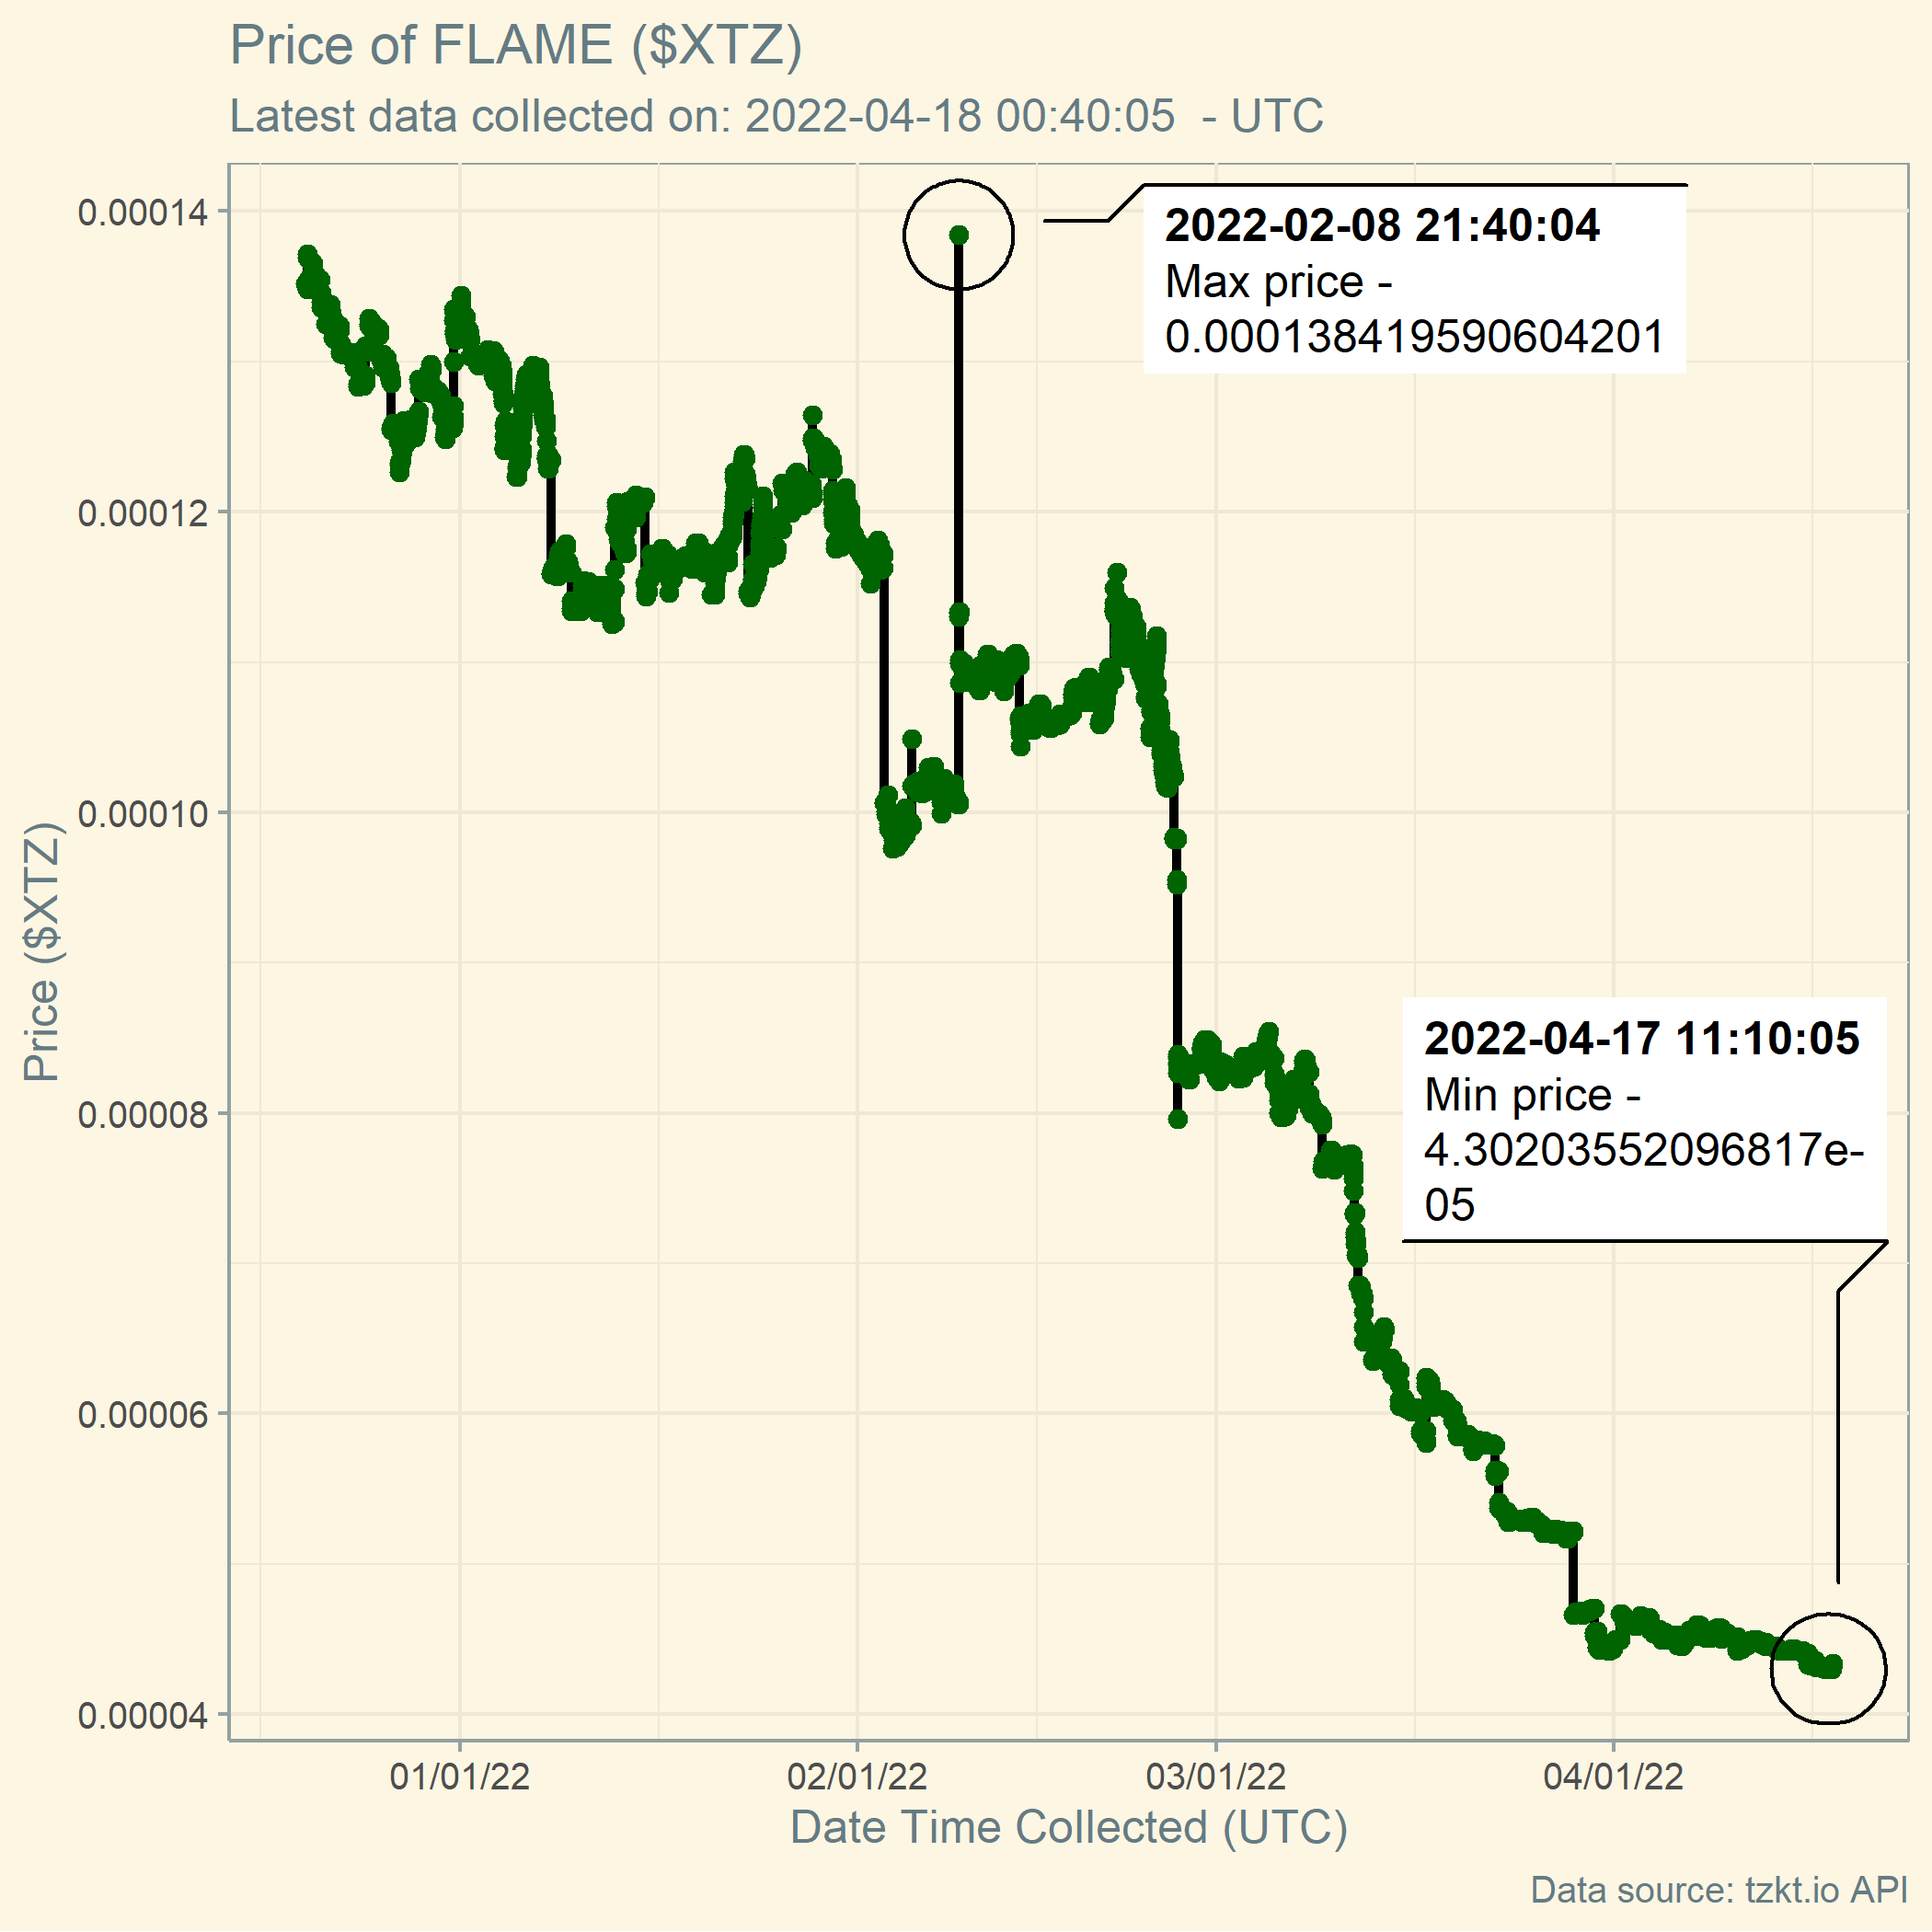 Price of FLAME ($XTZ)
Latest data collected on: 2022-04-18 00:40:05  - UTC
0.00014
0.00012
0.00010
0.00008
0.00006
0.00004
Price ($XTZ)
2022-02-08 21:40:04
Max price -
0.000138419590604201
2022-04-17 11:10:05
Min price -
4.30203552096817e-
05
01/01/22
02/01/22
03/01/22
04/01/22
Date Time Collected (UTC)
Data source: tzkt.io API